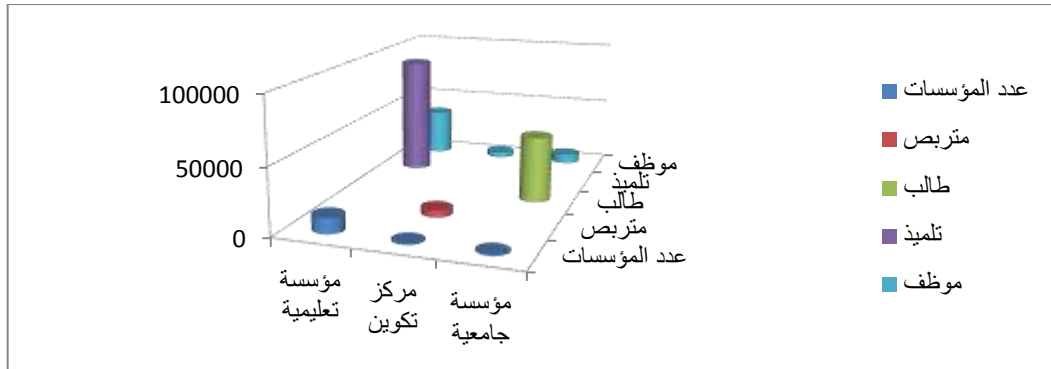 100000
50000
0
مؤسسة
تعليمية
مركز
تكوين
مؤسسة
جامعية
موظف
تلميذ
طالب
متربص
عدد المؤسسات
عدد المؤسسات
متربص
طالب
تلميذ
موظف